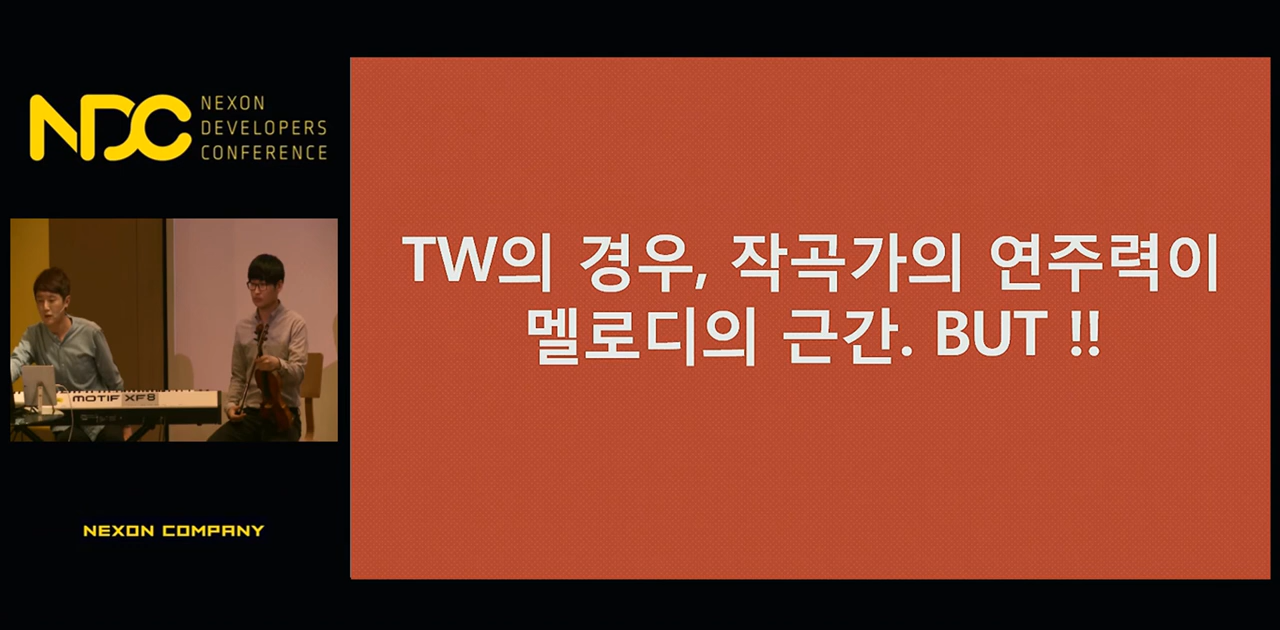 NDC
NEXON
DEVELOPERS
CONFERENCE
MOTIF XF8
NEXON COMPANY
TW의 경우, 작곡가의 연주력이
멜로디의 근간. BUT !!